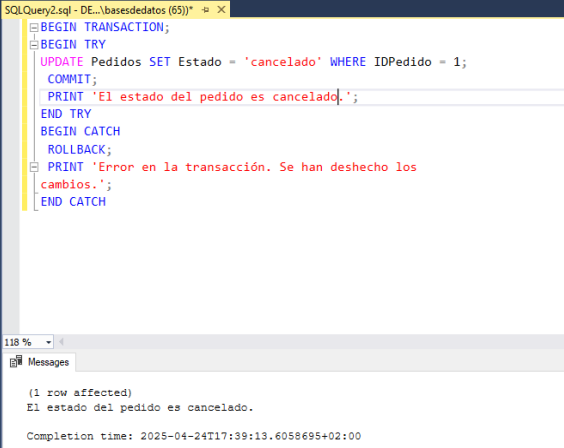 SQLQuery2.sql - DE...\basesdedatos (65))*
BEGIN TRANSACTION;
BEGIN TRY
UPDATE Pedidos SET Estado = 'cancelado' WHERE IDPedido = 1;
COMMIT;
PRINT 'El estado del pedido es cancelado.';
END TRY
BEGIN CATCH
ROLLBACK;
PRINT 'Error en la transacción. Se han deshecho los
cambios.';
END CATCH
118 %
Messages
(1 row affected)
El estado del pedido es cancelado.
Completion time: 2025-04-24T17:39:13.6058695+02:00